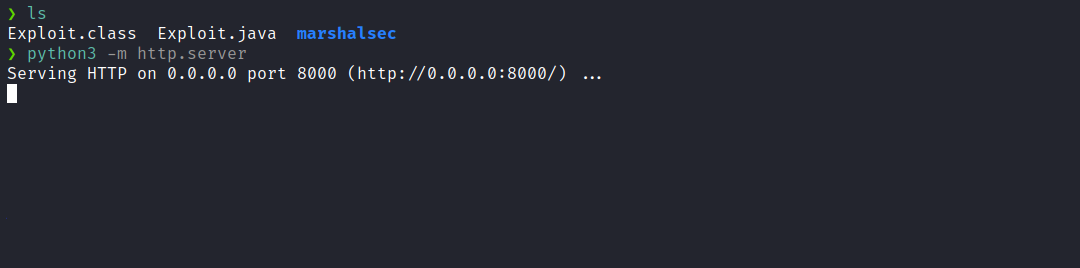 ❯ ls
Exploit.class  Exploit.java  marshalsec
❯ python3 -m http.server
Serving HTTP on 0.0.0.0 port 8000 (http://0.0.0.0:8000/) ...